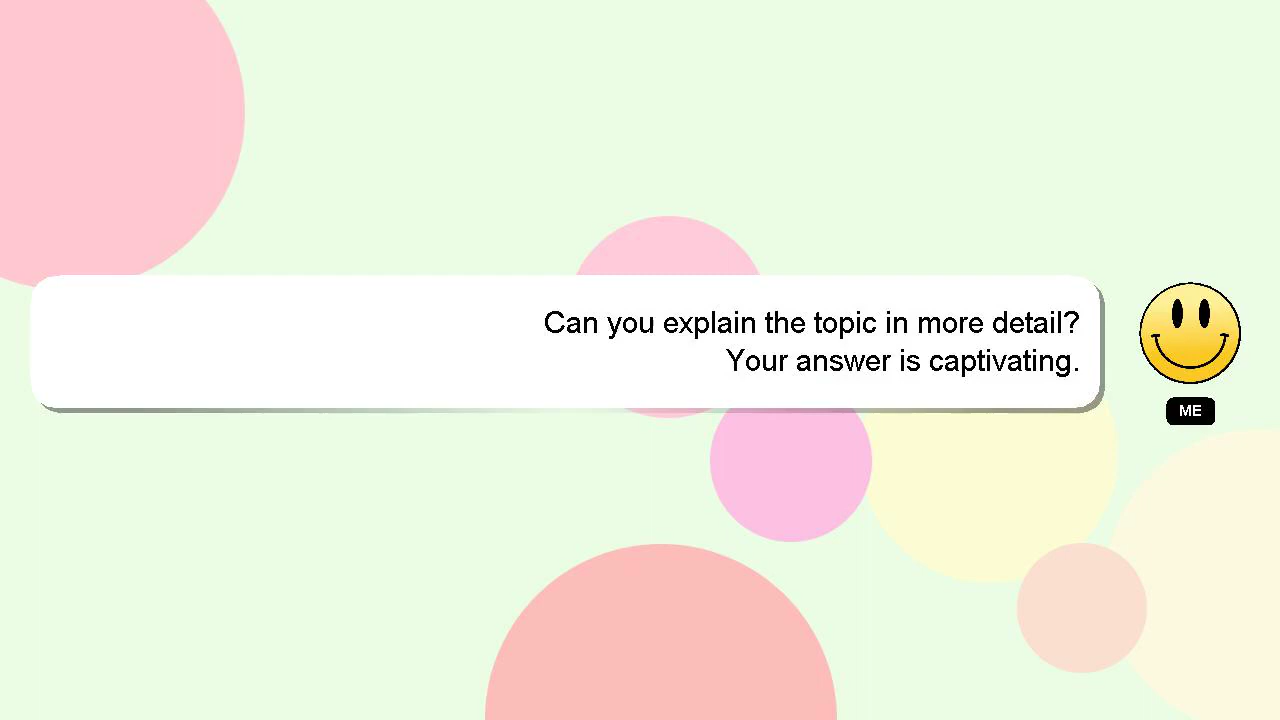 Can you explain the topic in more detail?
Your answer is captivating.
ME